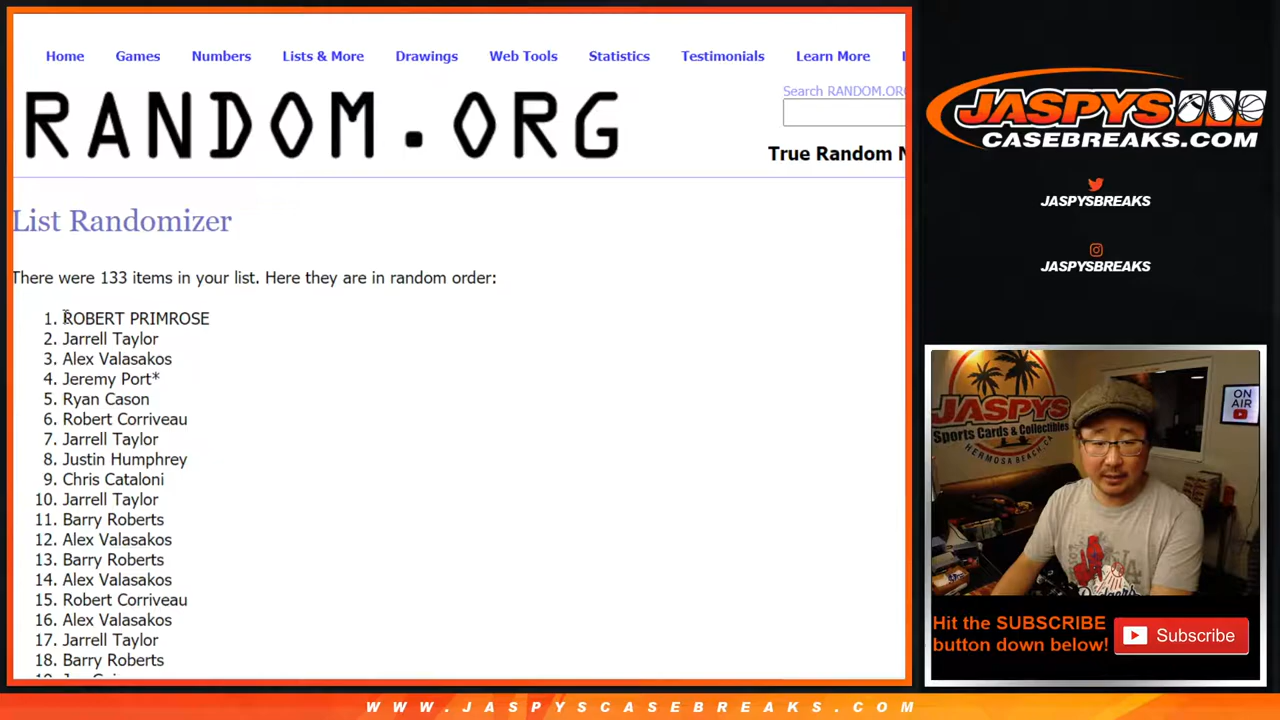 Home Games Numbers Lists & More Drawings Web Tools Statistics Testimonials Learn More
Search RANDOM.ORG
RANDOM.ORG
True Random
List Randomizer
There were 133 items in your list. Here they are in random order:
1. ROBERT PRIMROSE
2. Jarrell Taylor
3. Alex Valasakos
4. Jeremy Port*
5. Ryan Cason
6. Robert Corriveau
7. Jarrell Taylor
8. Justin Humphrey
9. Chris Cataloni
10. Jarrell Taylor
11. Barry Roberts
12. Alex Valasakos
13. Barry Roberts
14. Alex Valasakos
15. Robert Corriveau
16. Alex Valasakos
17. Jarrell Taylor
18. Barry Roberts
JASPYS
CASEBREAKS.COM
JASPYSBREAKS
JASPYSBREAKS
JASPYS
Sports Cards & Collectibles
HERMOSA BEACH, CA
ON AIR
Dodgers
Hit the SUBSCRIBE
button down below!
Subscribe
WWW.JASPYSCASEBREAKS.COM